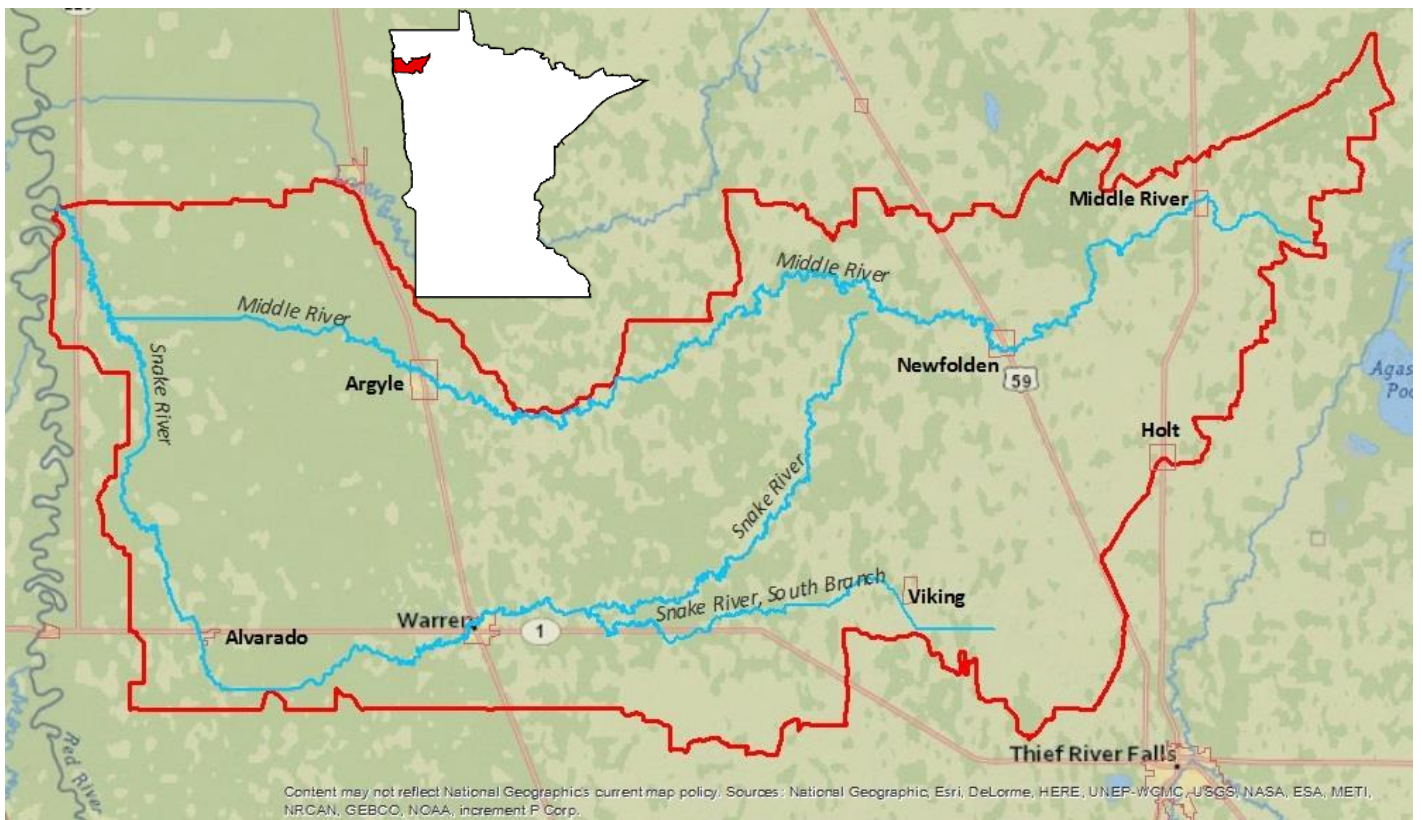 Middle River
Middle River
Middle River
Snake River
Argyle
Newfolden
59
Agas
Poo
Holt
Snake River
Snake River, South Branch
Viking
Warren
1
Alvarado
Red River
Thief River Falls
Content may not reflect National Geographic's current map policy. Sources: National Geographic, Esri, DeLorme, HERE, UNEP-WCMC, USGS, NASA, ESA, METI,
NRCAN, GEBCO, NOAA, increment P Corp.